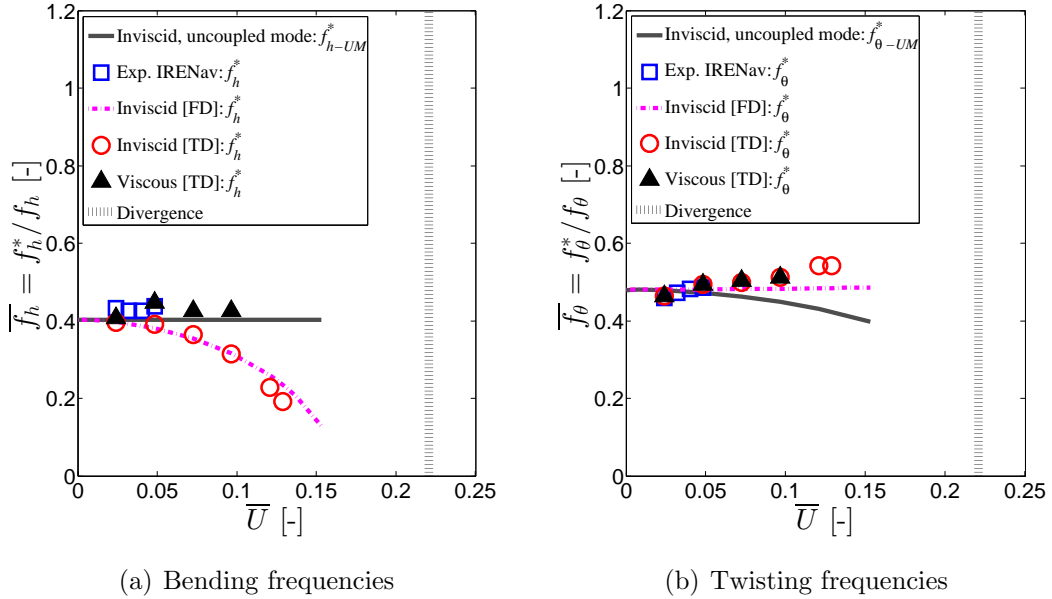 1.2
1
0.8
0.6
0.4
0.2
0
0 0.05 0.1 0.15 0.2 0.25
Inviscid, uncoupled mode: f*h−UM
Exp. IRENav: f*h
Inviscid [FD]: f*h
Inviscid [TD]: f*h
Viscous [TD]: f*h
Divergence
f̅h = f*h/fh [-]
U̅ [-]
(a) Bending frequencies
1.2
1
0.8
0.6
0.4
0.2
0
0 0.05 0.1 0.15 0.2 0.25
Inviscid, uncoupled mode: f*θ−UM
Exp. IRENav: f*θ
Inviscid [FD]: f*θ
Inviscid [TD]: f*θ
Viscous [TD]: f*θ
Divergence
f̅θ = f*θ/fθ [-]
U̅ [-]
(b) Twisting frequencies